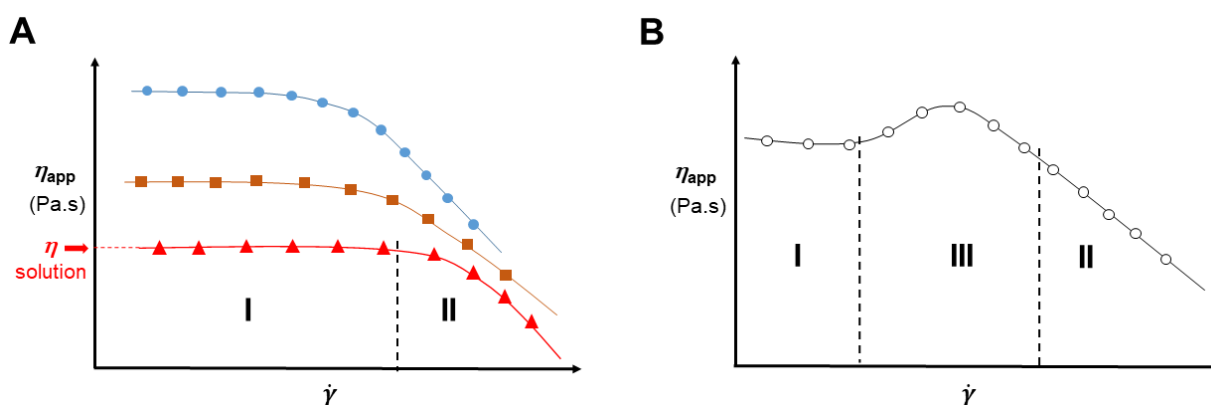 A
η_app
(Pa.s)
η
solution
I
II
γ̇
B
η_app
(Pa.s)
I
III
II
γ̇